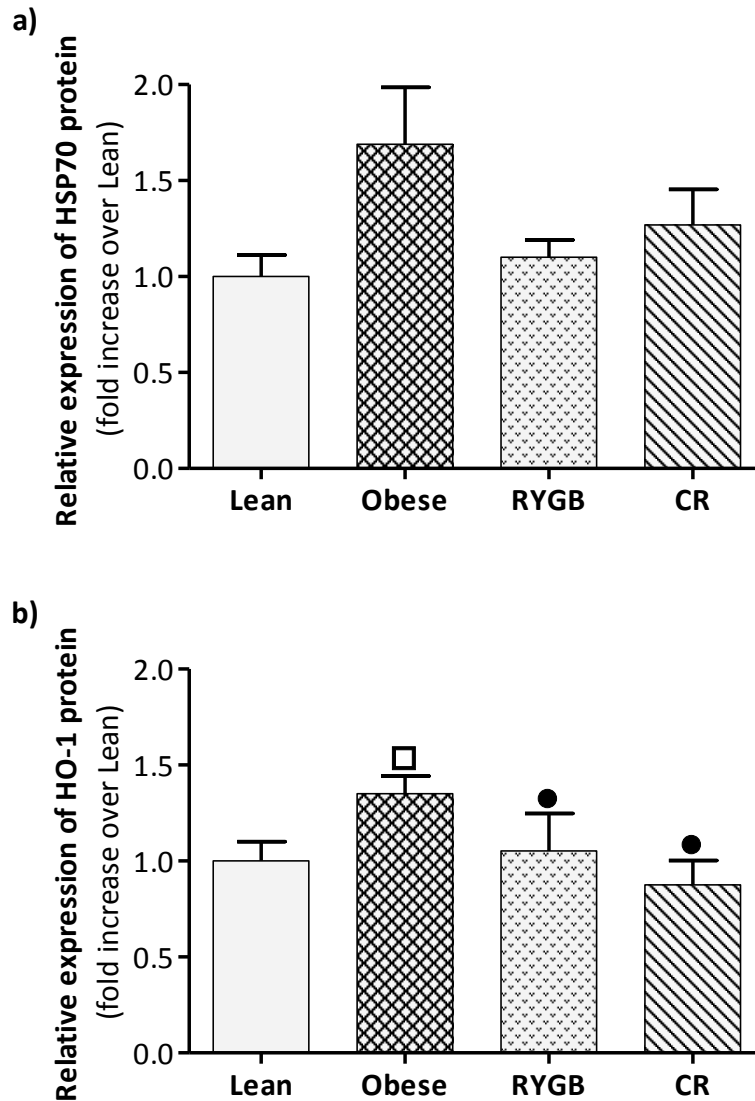 a)
Relative expression of HSP70 protein
(fold increase over Lean)
2.0
1.5
1.0
0.5
0.0
Lean Obese RYGB CR
b)
Relative expression of HO-1 protein
(fold increase over Lean)
2.0
1.5
1.0
0.5
0.0
Lean Obese RYGB CR